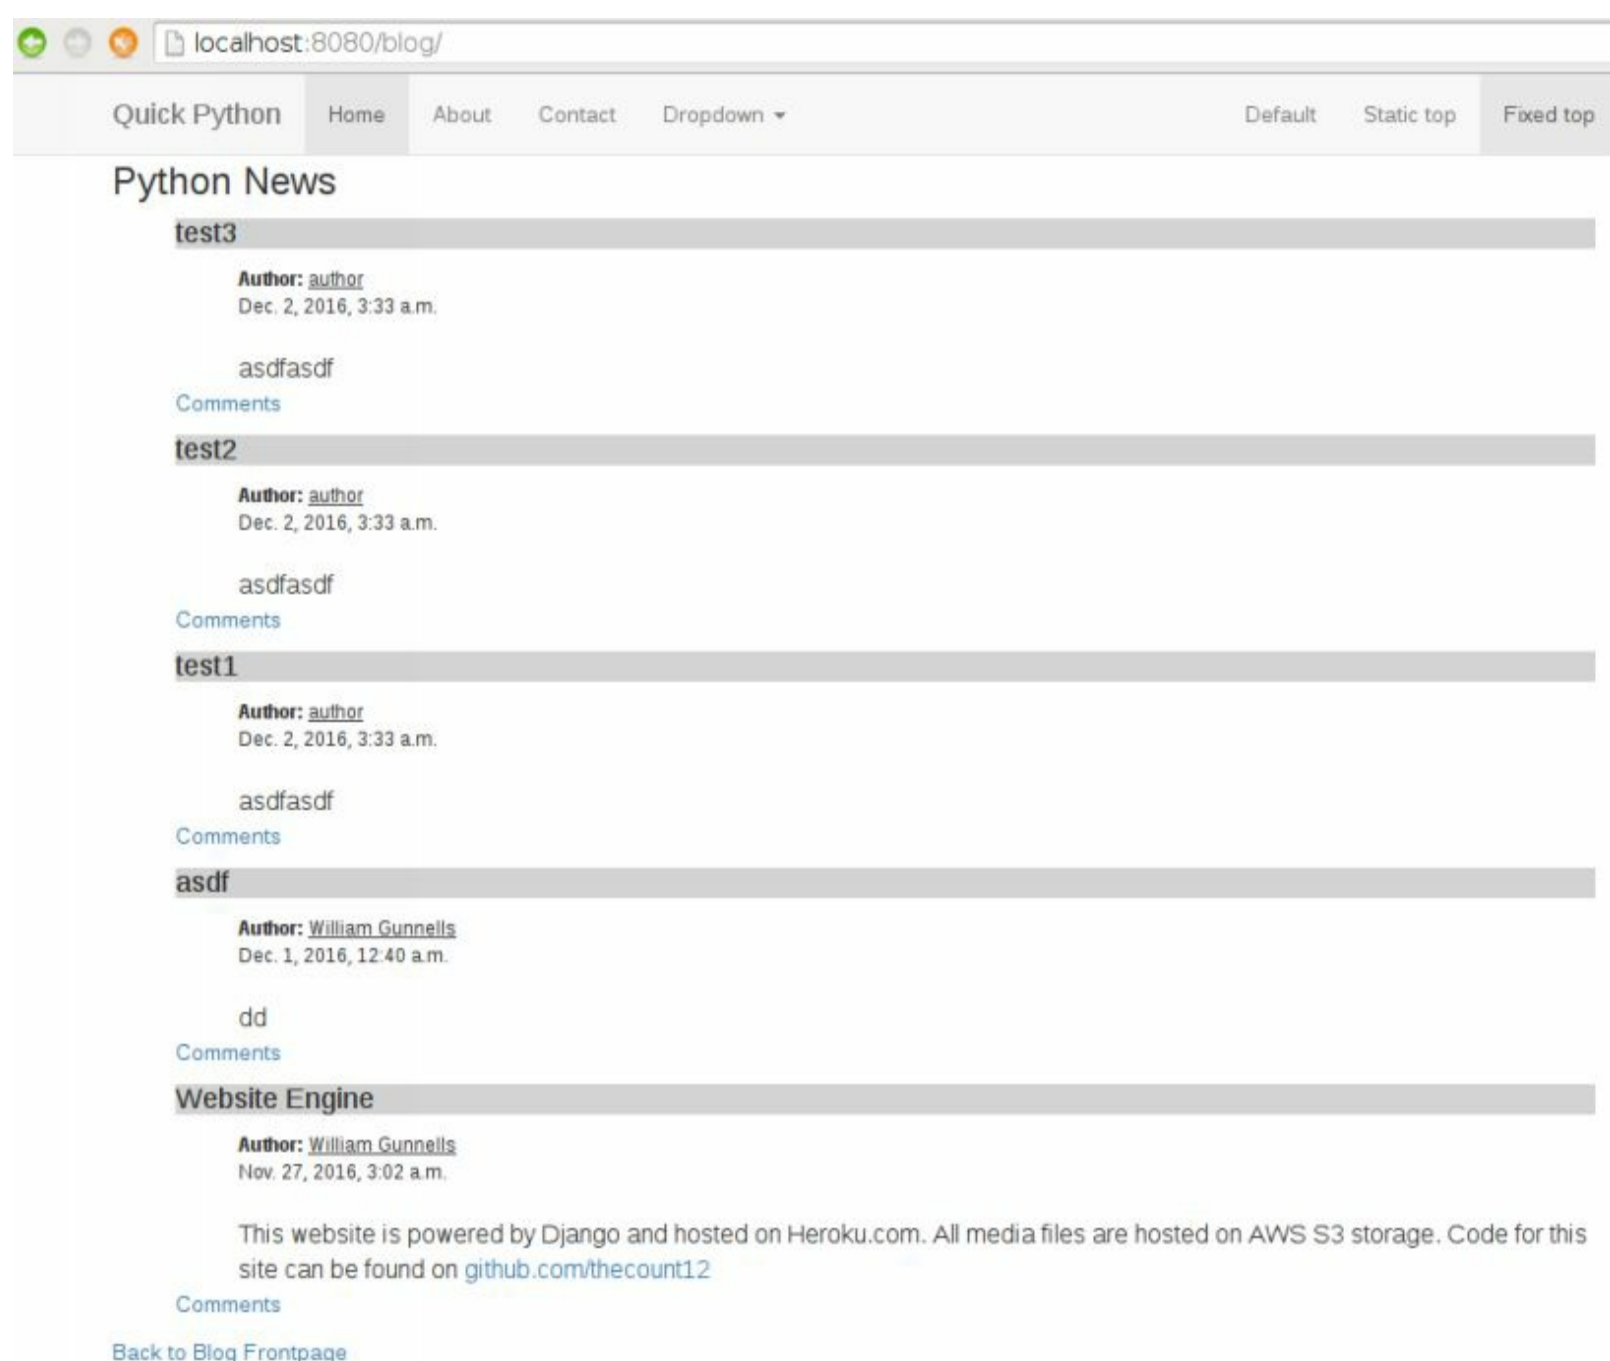 localhost:8080/blog/
Quick Python Home About Contact Dropdown Default Static top Fixed top
Python News
test3
Author: author
Dec. 2, 2016, 3:33 a.m.
asdfasdf
Comments
test2
Author: author
Dec. 2, 2016, 3:33 a.m.
asdfasdf
Comments
test1
Author: author
Dec. 2, 2016, 3:33 a.m.
asdfasdf
Comments
asdf
Author: William Gunnells
Dec. 1, 2016, 12:40 a.m.
dd
Comments
Website Engine
Author: William Gunnells
Nov. 27, 2016, 3:02 a.m.
This website is powered by Django and hosted on Heroku.com. All media files are hosted on AWS S3 storage. Code for this
site can be found on github.com/thecount12
Comments
Back to Blog Frontpage